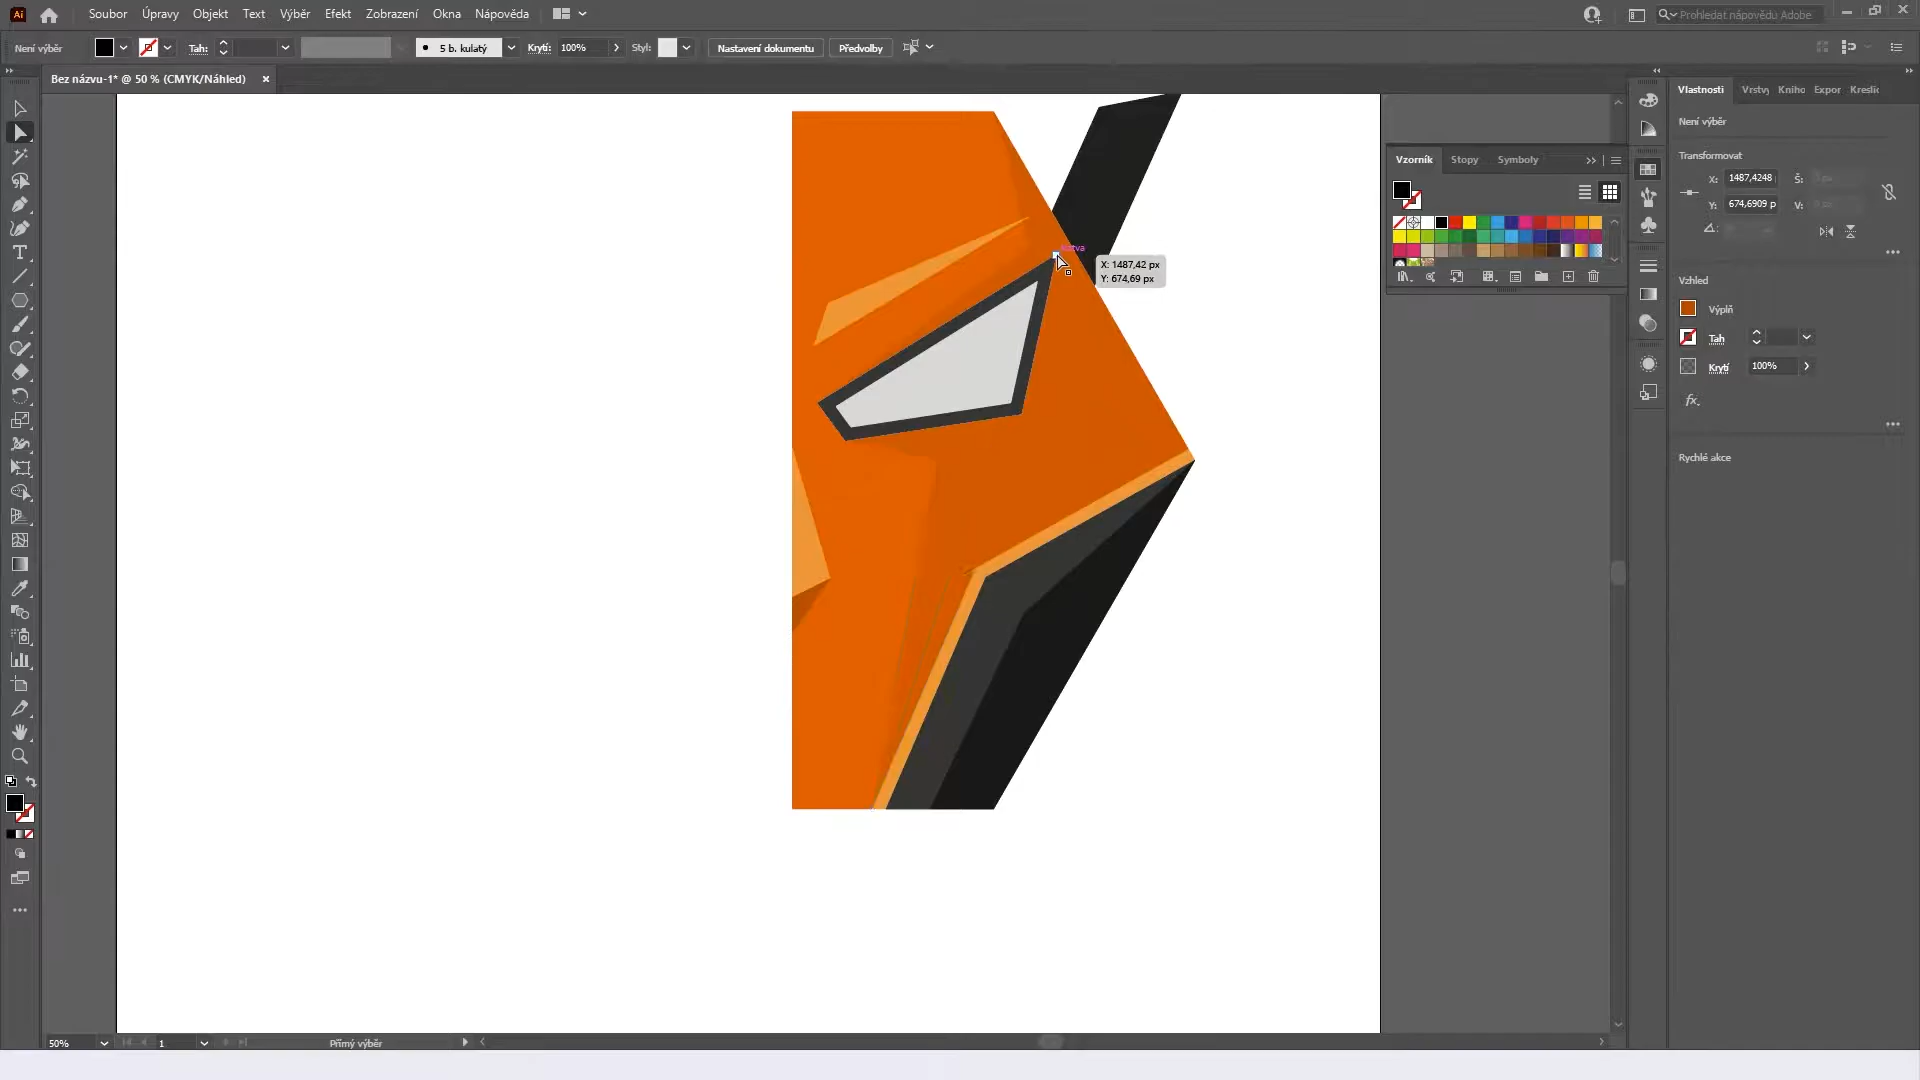 Ai Soubor Úpravy Objekt Text Výběr Efekt Zobrazení Okna Nápověda Prohledat nápovědu Adobe
Není výběr Tah: 5 b. kulatý Krytí: 100% Styl: Nastavení dokumentu Předvolby
Bez názvu-1* @ 50 % (CMYK/Náhled)
Vlastnosti Vrstvy Kniho Expor Kreslic
Není výběr
Transformovat
X: 1487,4248 Š:
Y: 674,6909 p V:
Vzorník Stopy Symboly
X: 1487,42 px
Y: 674,69 px
Vzhled
Výplň
Tah
Krytí 100%
fx.
Rychlé akce
50% 1 Přímý výběr